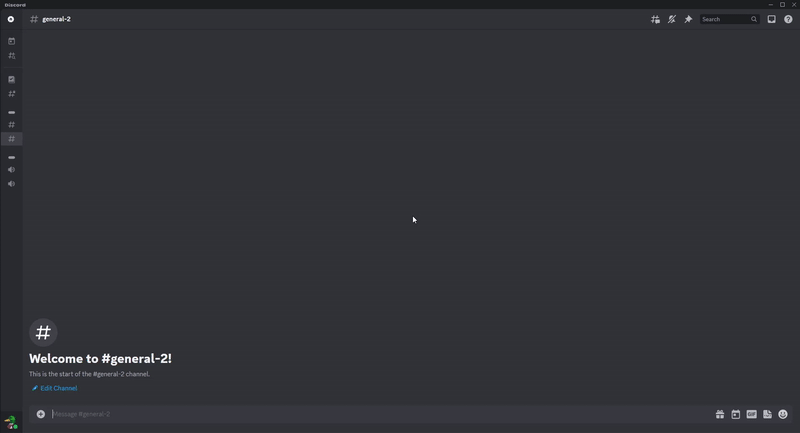 Discord
general-2
Search
Welcome to #general-2!
This is the start of the #general-2 channel.
Edit Channel
Message #general-2
GIF